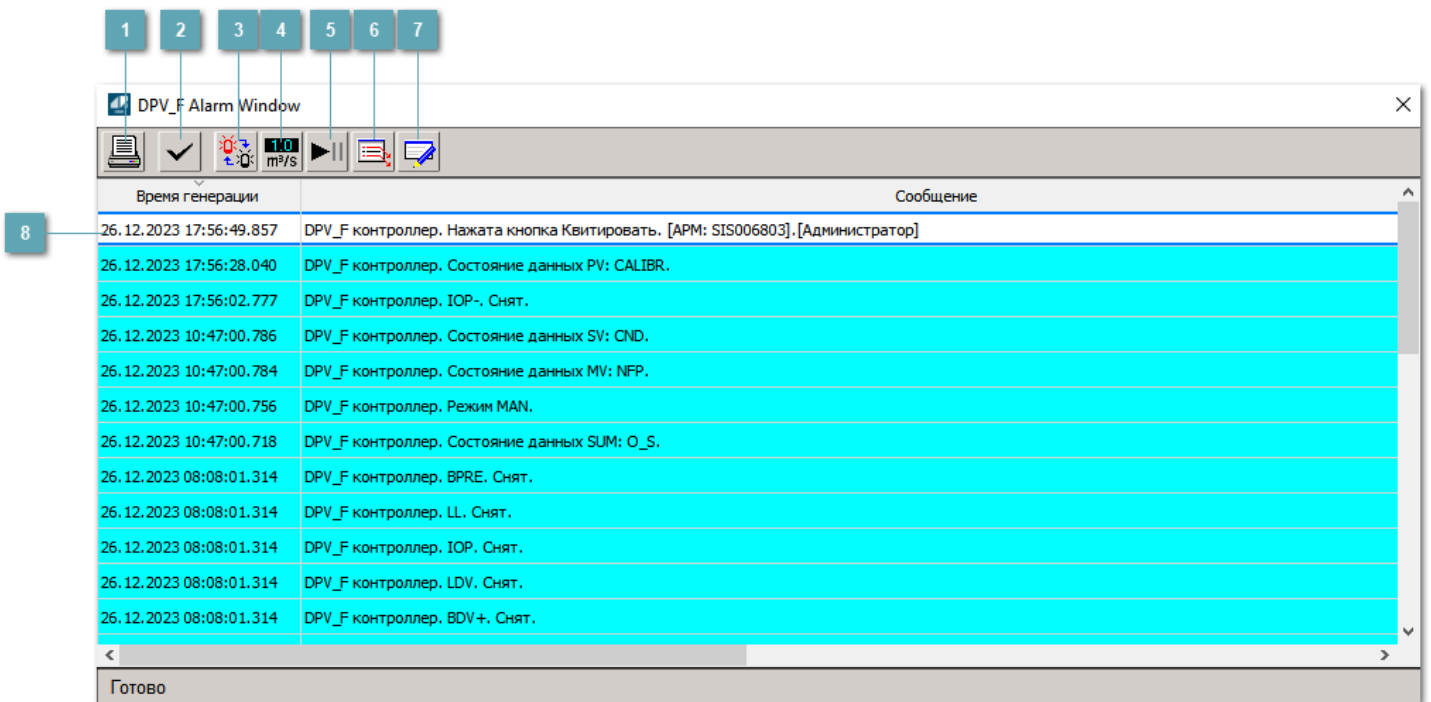 1 2 3 4 5 6 7
DPV_F Alarm Window
1.0
m³/s
Время генерации Сообщение
8
26.12.2023 17:56:49.857 DPV_F контроллер. Нажата кнопка Квитировать. [АРМ: SIS006803].[Администратор]
26.12.2023 17:56:28.040 DPV_F контроллер. Состояние данных PV: CALIBR.
26.12.2023 17:56:02.777 DPV_F контроллер. IOP-. Снят.
26.12.2023 10:47:00.786 DPV_F контроллер. Состояние данных SV: CND.
26.12.2023 10:47:00.784 DPV_F контроллер. Состояние данных MV: NFP.
26.12.2023 10:47:00.756 DPV_F контроллер. Режим MAN.
26.12.2023 10:47:00.718 DPV_F контроллер. Состояние данных SUM: O_S.
26.12.2023 08:08:01.314 DPV_F контроллер. BPRE. Снят.
26.12.2023 08:08:01.314 DPV_F контроллер. LL. Снят.
26.12.2023 08:08:01.314 DPV_F контроллер. IOP. Снят.
26.12.2023 08:08:01.314 DPV_F контроллер. LDV. Снят.
26.12.2023 08:08:01.314 DPV_F контроллер. BDV+. Снят.
Готово